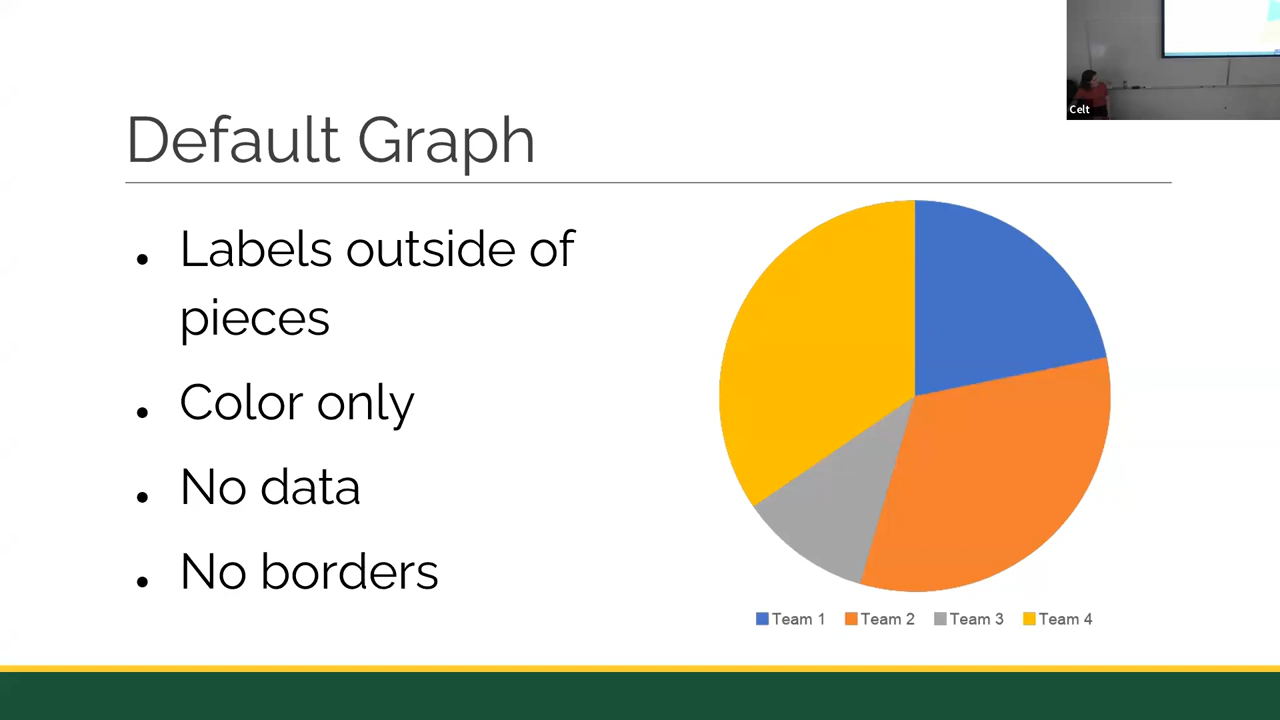 Celt
Default Graph
Labels outside of
pieces
Color only
No data
No borders
Team 1 Team 2 Team 3 Team 4